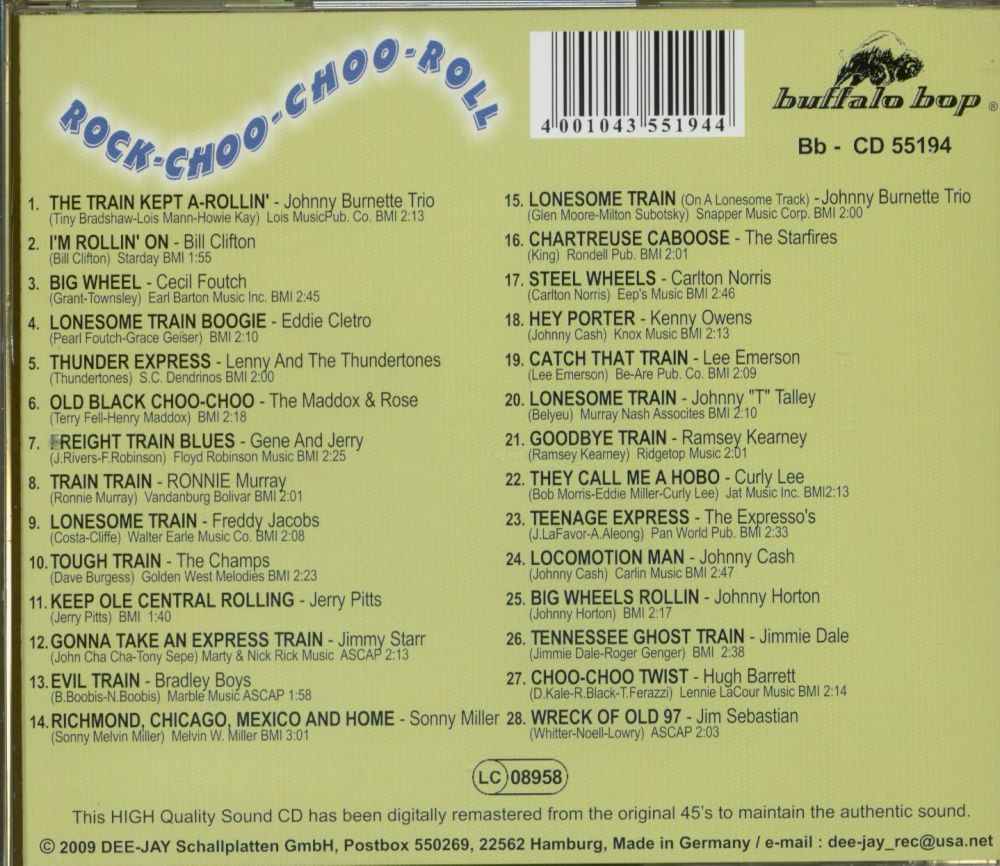 ROCK-CHOO-CHOO-ROLL
4 001043 551944
buffalo bop ®
Bb - CD 55194
1. THE TRAIN KEPT A-ROLLIN' - Johnny Burnette Trio
(Tiny Bradshaw-Lois Mann-Howie Kay) Lois MusicPub. Co. BMI 2:13
2. I'M ROLLIN' ON - Bill Clifton
(Bill Clifton) Starday BMI 1:55
3. BIG WHEEL - Cecil Foutch
(Grant-Townsley) Earl Barton Music Inc. BMI 2:45
4. LONESOME TRAIN BOOGIE - Eddie Cletro
(Pearl Foutch-Grace Geiser) BMI 2:10
5. THUNDER EXPRESS - Lenny And The Thundertones
(Thundertones) S.C. Dendrinos BMI 2:00
6. OLD BLACK CHOO-CHOO - The Maddox & Rose
(Terry Fell-Henry Maddox) BMI 2:18
7. FREIGHT TRAIN BLUES - Gene And Jerry
(J.Rivers-F.Robinson) Floyd Robinson Music BMI 2:25
8. TRAIN TRAIN - RONNIE Murray
(Ronnie Murray) Vandanburg Bolivar BMI 2:01
9. LONESOME TRAIN - Freddy Jacobs
(Costa-Cliffe) Walter Earle Music Co. BMI 2:08
10. TOUGH TRAIN - The Champs
(Dave Burgess) Golden West Melodies BMI 2:23
11. KEEP OLE CENTRAL ROLLING - Jerry Pitts
(Jerry Pitts) BMI 1:40
12. GONNA TAKE AN EXPRESS TRAIN - Jimmy Starr
(John Cha Cha-Tony Sepe) Marty & Nick Rick Music ASCAP 2:13
13. EVIL TRAIN - Bradley Boys
(B.Boobis-N.Boobis) Marble Music ASCAP 1:58
14. RICHMOND, CHICAGO, MEXICO AND HOME - Sonny Miller
(Sonny Melvin Miller) Melvin W. Miller BMI 3:01
15. LONESOME TRAIN (On A Lonesome Track) - Johnny Burnette Trio
(Glen Moore-Milton Subotsky) Snapper Music Corp. BMI 2:00
16. CHARTREUSE CABOOSE - The Starfires
(King) Rondell Pub. BMI 2:01
17. STEEL WHEELS - Carlton Norris
(Carlton Norris) Eep's Music BMI 2:46
18. HEY PORTER - Kenny Owens
(Johnny Cash) Knox Music BMI 2:13
19. CATCH THAT TRAIN - Lee Emerson
(Lee Emerson) Be-Are Pub. Co. BMI 2:09
20. LONESOME TRAIN - Johnny "T" Talley
(Belyeu) Murray Nash Assocites BMI 2:10
21. GOODBYE TRAIN - Ramsey Kearney
(Ramsey Kearney) Ridgetop Music 2:01
22. THEY CALL ME A HOBO - Curly Lee
(Bob Morris-Eddie Miller-Curly Lee) Jat Music Inc. BMI2:13
23. TEENAGE EXPRESS - The Expresso's
(J.LaFavor-A.Aleong) Pan World Pub. BMI 2:33
24. LOCOMOTION MAN - Johnny Cash
(Johnny Cash) Carlin Music BMI 2:47
25. BIG WHEELS ROLLIN - Johnny Horton
(Johnny Horton) BMI 2:17
26. TENNESSEE GHOST TRAIN - Jimmie Dale
(Jimmie Dale-Roger Genger) BMI 2:38
27. CHOO-CHOO TWIST - Hugh Barrett
(D.Kale-R.Black-T.Ferazzi) Lennie LaCour Music BMI 2:14
28. WRECK OF OLD 97 - Jim Sebastian
(Whitter-Noell-Lowry) ASCAP 2:03
LC 08958
This HIGH Quality Sound CD has been digitally remastered from the original 45's to maintain the authentic sound.
© 2009 DEE-JAY Schallplatten GmbH, Postbox 550269, 22562 Hamburg, Made in Germany / e-mail : dee-jay_rec@usa.net